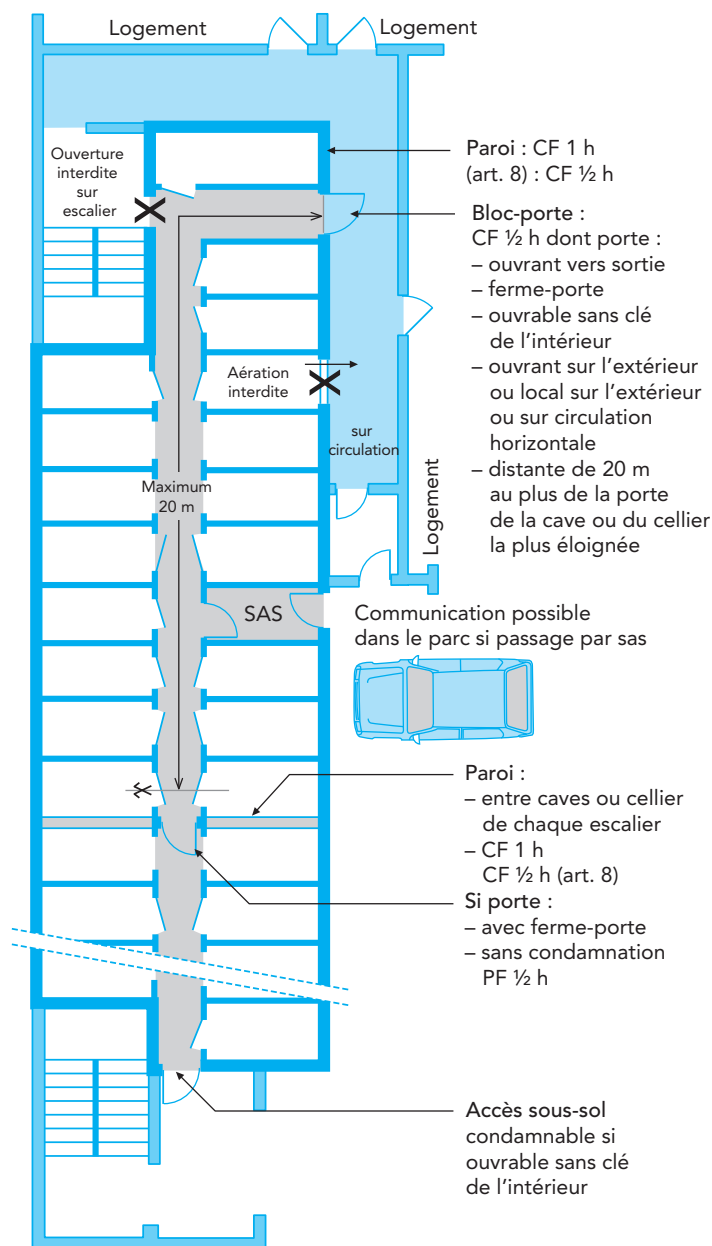 Logement
Logement
Ouverture
interdite
sur
escalier
Paroi : CF 1 h
(art. 8) : CF ½ h
Bloc-porte :
CF ½ h dont porte :
– ouvrant vers sortie
– ferme-porte
– ouvrable sans clé
de l’intérieur
– ouvrant sur l’extérieur
ou local sur l’extérieur
ou sur circulation
horizontale
– distante de 20 m
au plus de la porte
de la cave ou du cellier
la plus éloignée
Aération
interdite
sur
circulation
Logement
Maximum
20 m
SAS
Communication possible
dans le parc si passage par sas
Paroi :
– entre caves ou cellier
de chaque escalier
– CF 1 h
CF ½ h (art. 8)
Si porte :
– avec ferme-porte
– sans condamnation
PF ½ h
Accès sous-sol
condamnable si
ouvrable sans clé
de l’intérieur